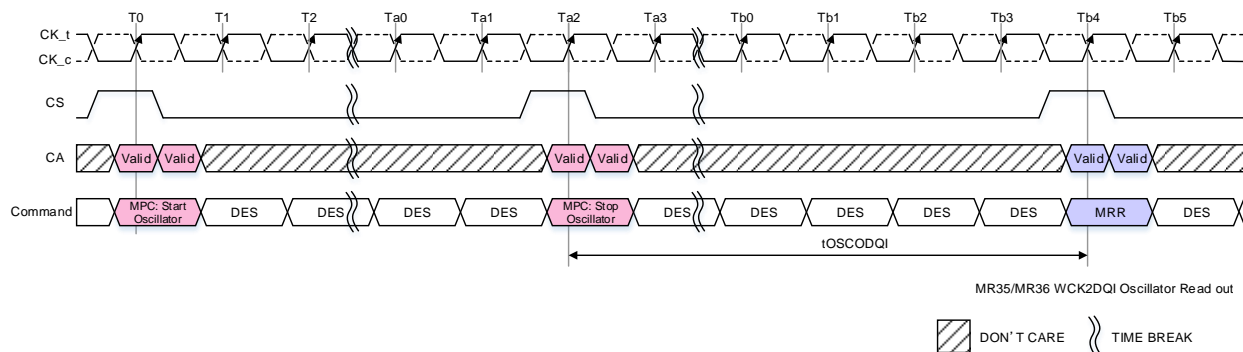 T0 T1 T2 Ta0 Ta1 Ta2 Ta3 Tb0 Tb1 Tb2 Tb3 Tb4 Tb5
CK_t
CK_c
CS
CA Valid Valid Valid Valid Valid Valid
Command MPC: Start Oscillator DES DES DES DES MPC: Stop Oscillator DES DES DES DES DES MRR DES
tOSCODQI
MR35/MR36 WCK2DQI Oscillator Read out
DON'T CARE TIME BREAK